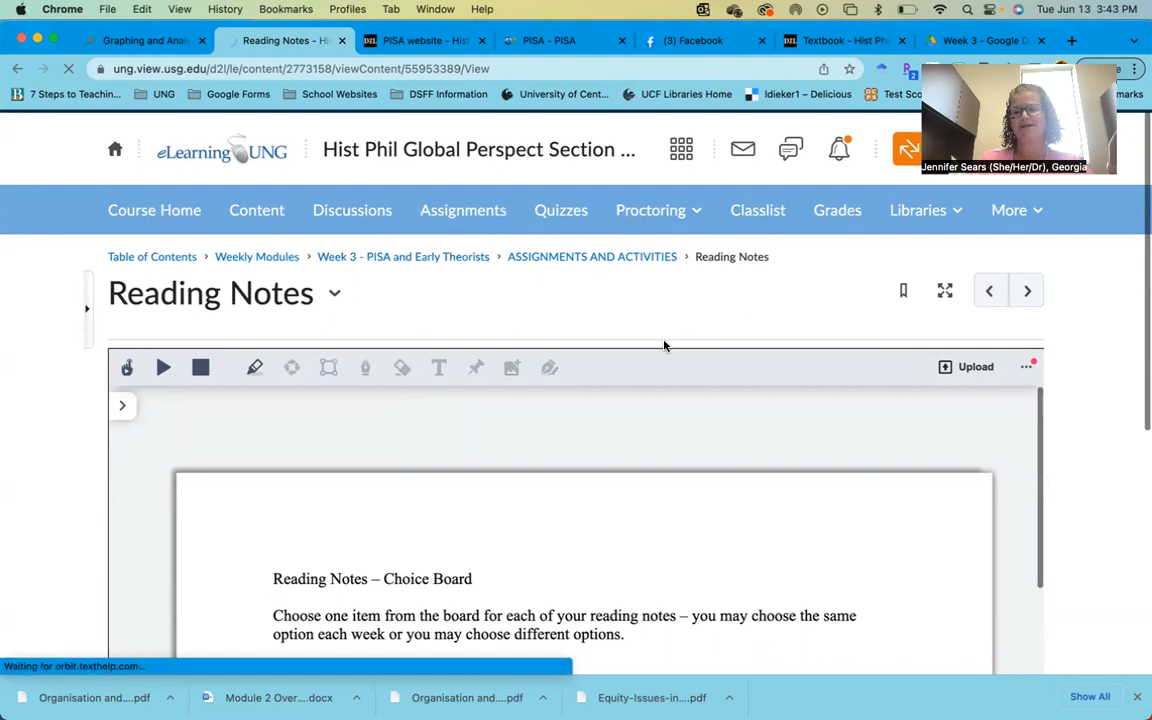 Chrome File Edit View History Bookmarks Profiles Tab Window Help Tue Jun 13 3:43 PM
Graphing and Anal Reading Notes - His PISA website - Hist PISA - PISA (3) Facebook Textbook - Hist Phi Week 3 - Google D
ung.view.usg.edu/d2l/le/content/2773158/viewContent/55953389/View
7 Steps to Teachin... UNG Google Forms School Websites DSFF Information University of Cent... UCF Libraries Home ldieker1 – Delicious Test Sco
Jennifer Sears (She/Her/Dr), Georgia
eLearning@UNG Hist Phil Global Perspect Section ...
Course Home Content Discussions Assignments Quizzes Proctoring Classlist Grades Libraries More
Table of Contents › Weekly Modules › Week 3 - PISA and Early Theorists › ASSIGNMENTS AND ACTIVITIES › Reading Notes
Reading Notes
Upload
Reading Notes – Choice Board
Choose one item from the board for each of your reading notes – you may choose the same
option each week or you may choose different options.
Waiting for orbit.texthelp.com...
Organisation and....pdf Module 2 Over....docx Organisation and....pdf Equity-Issues-in....pdf Show All